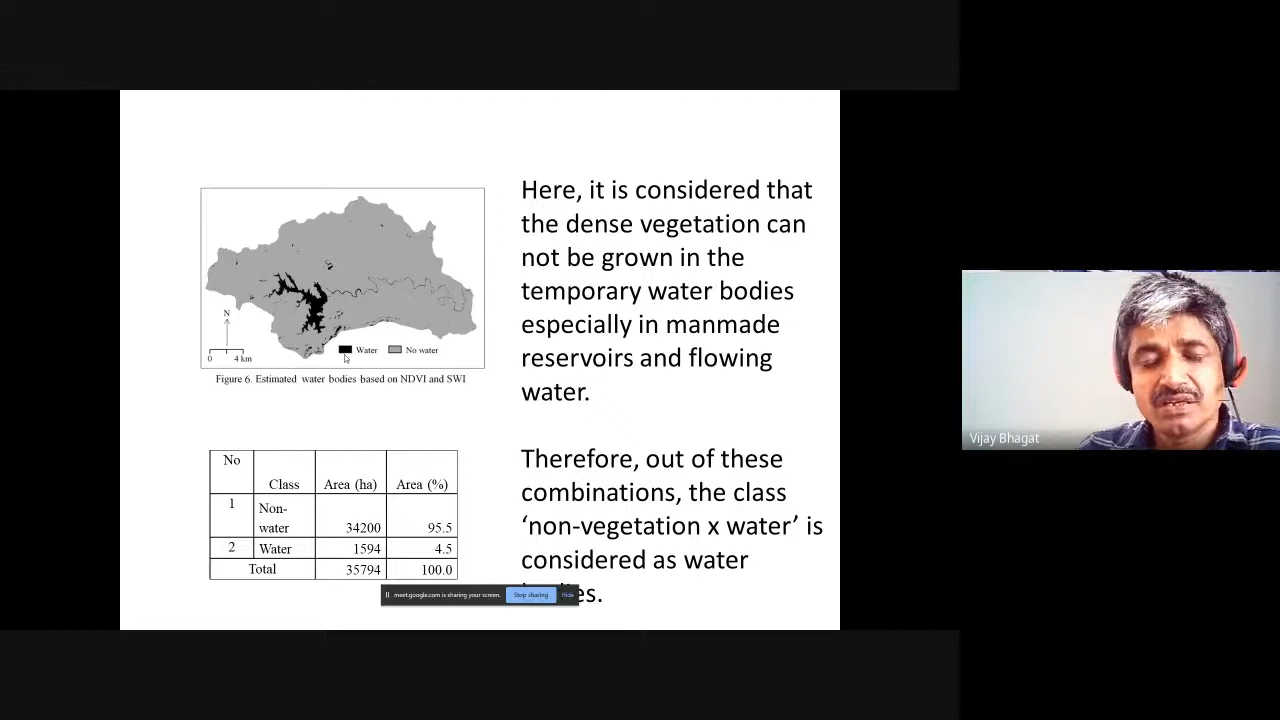 Here, it is considered that
the dense vegetation can
not be grown in the
temporary water bodies
especially in manmade
reservoirs and flowing
water.
Therefore, out of these
combinations, the class
‘non-vegetation x water’ is
considered as water
es.
N
0 4 km
Water No water
Figure 6. Estimated water bodies based on NDVI and SWI
No Class Area (ha) Area (%)
1 Non-
water 34200 95.5
2 Water 1594 4.5
Total 35794 100.0
meet.google.com is sharing your screen. Stop sharing Hide
Vijay Bhagat